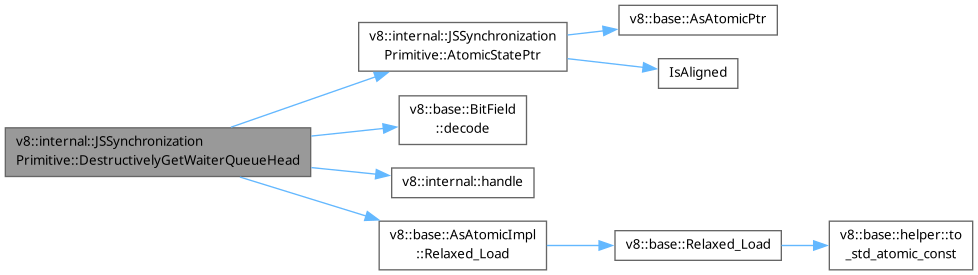 v8::internal::JSSynchronization
Primitive::DestructivelyGetWaiterQueueHead
v8::internal::JSSynchronization
Primitive::AtomicStatePtr
v8::base::AsAtomicPtr
IsAligned
v8::base::BitField
::decode
v8::internal::handle
v8::base::AsAtomicImpl
::Relaxed_Load
v8::base::Relaxed_Load
v8::base::helper::to
_std_atomic_const